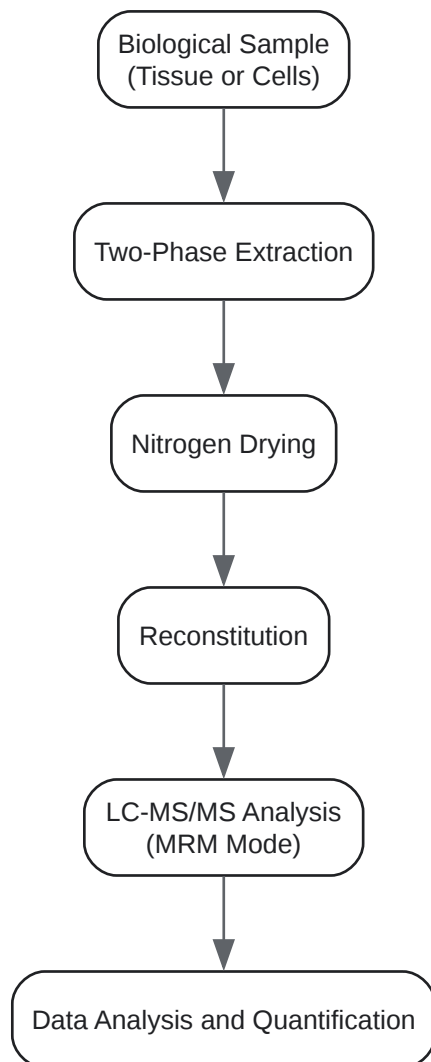 Biological Sample
(Tissue or Cells)
Two-Phase Extraction
Nitrogen Drying
Reconstitution
LC-MS/MS Analysis
(MRM Mode)
Data Analysis and Quantification